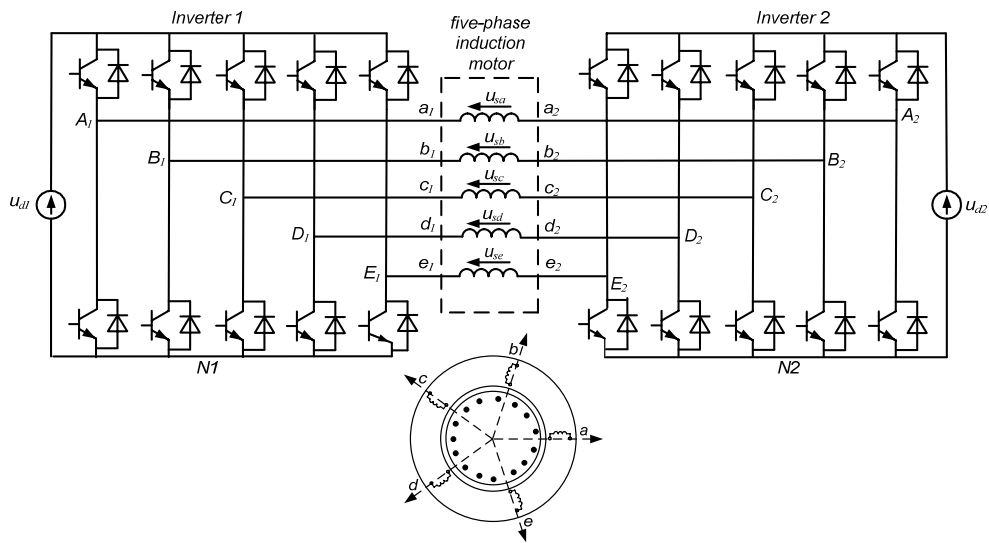 Inverter 1
five-phase
induction
motor
Inverter 2
A1
a1
usa
a2
A2
B1
b1
usb
b2
B2
ud1
C1
c1
usc
c2
C2
ud2
D1
d1
usd
d2
D2
E1
e1
use
e2
E2
N1
N2
b
c
a
d
e